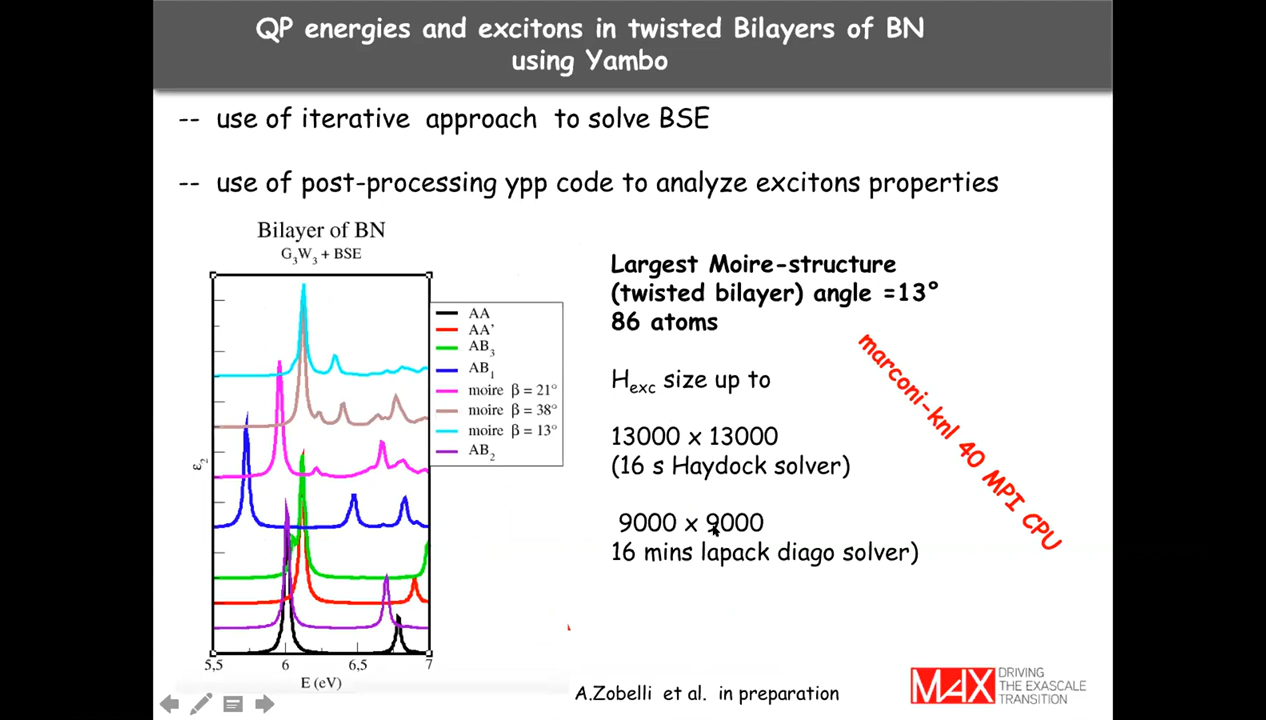 QP energies and excitons in twisted Bilayers of BN
using Yambo
-- use of iterative approach to solve BSE
-- use of post-processing ypp code to analyze excitons properties
Bilayer of BN
G3W3 + BSE
AA
AA'
AB3
AB1
moire β = 21°
moire β = 38°
moire β = 13°
AB2
ε2
5,5 6 6,5 7
E (eV)
Largest Moire-structure
(twisted bilayer) angle =13°
86 atoms
Hexc size up to
13000 x 13000
(16 s Haydock solver)
9000 x 9000
16 mins lapack diago solver)
marconi-knl 40 MPI CPU
A.Zobelli et al. in preparation
MAX DRIVING
THE EXASCALE
TRANSITION